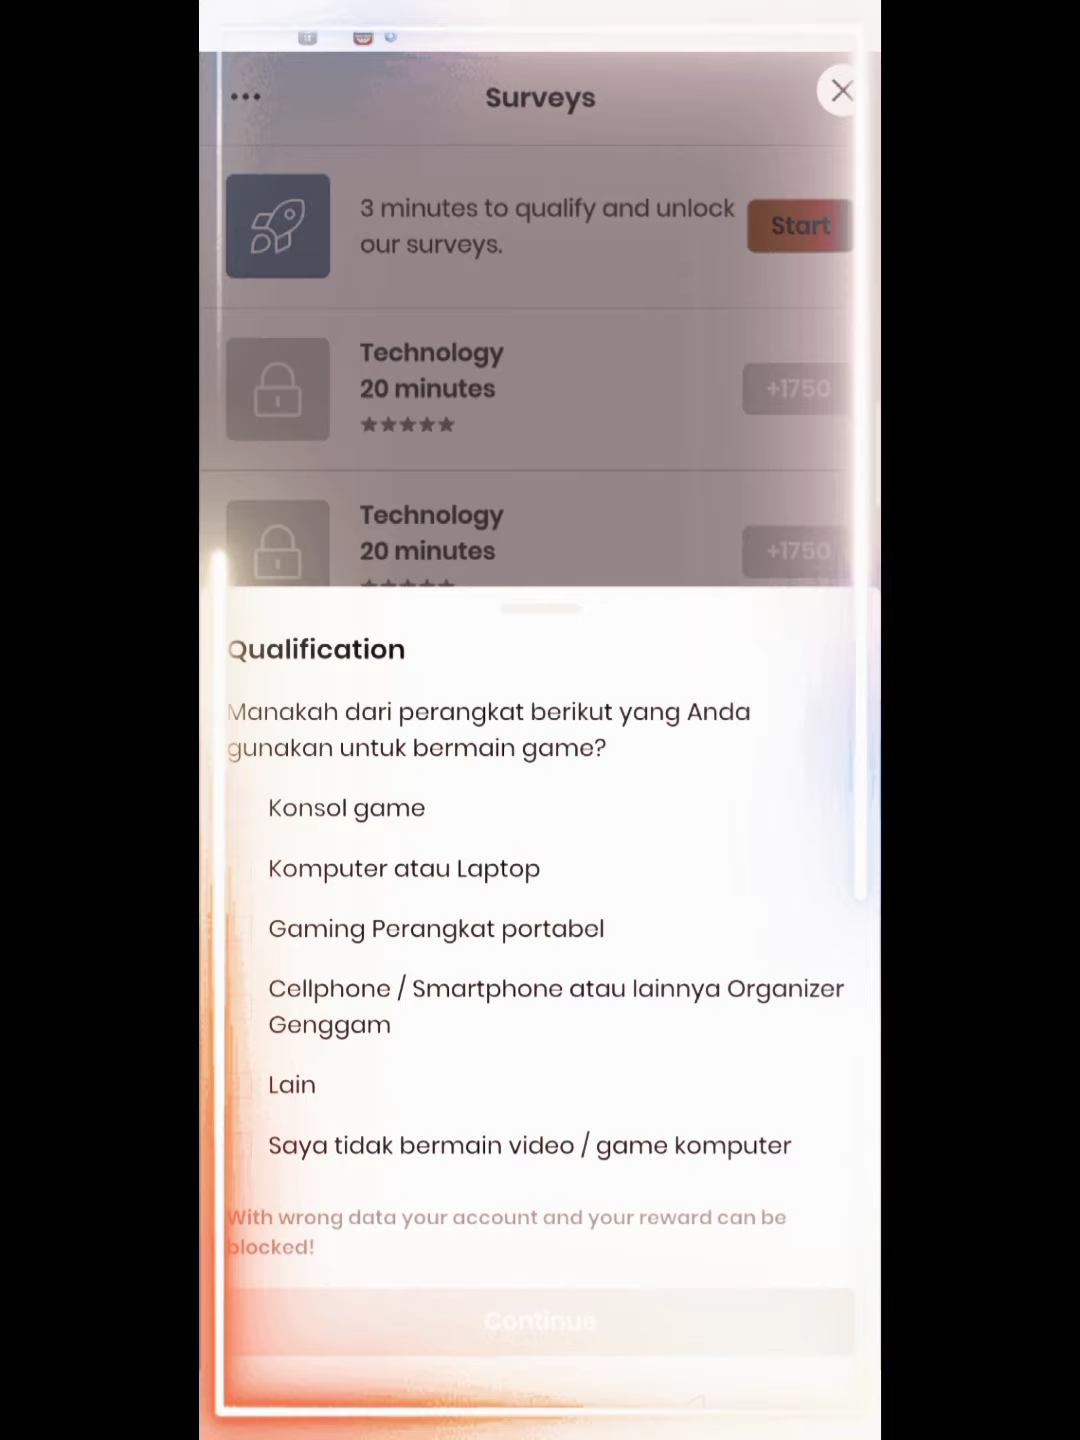 Surveys
3 minutes to qualify and unlock
our surveys.
Start
Technology
20 minutes
+1750
Technology
20 minutes
+1750
Qualification
Manakah dari perangkat berikut yang Anda
gunakan untuk bermain game?
Konsol game
Komputer atau Laptop
Gaming Perangkat portabel
Cellphone / Smartphone atau lainnya Organizer
Genggam
Lain
Saya tidak bermain video / game komputer
With wrong data your account and your reward can be
blocked!
Continue